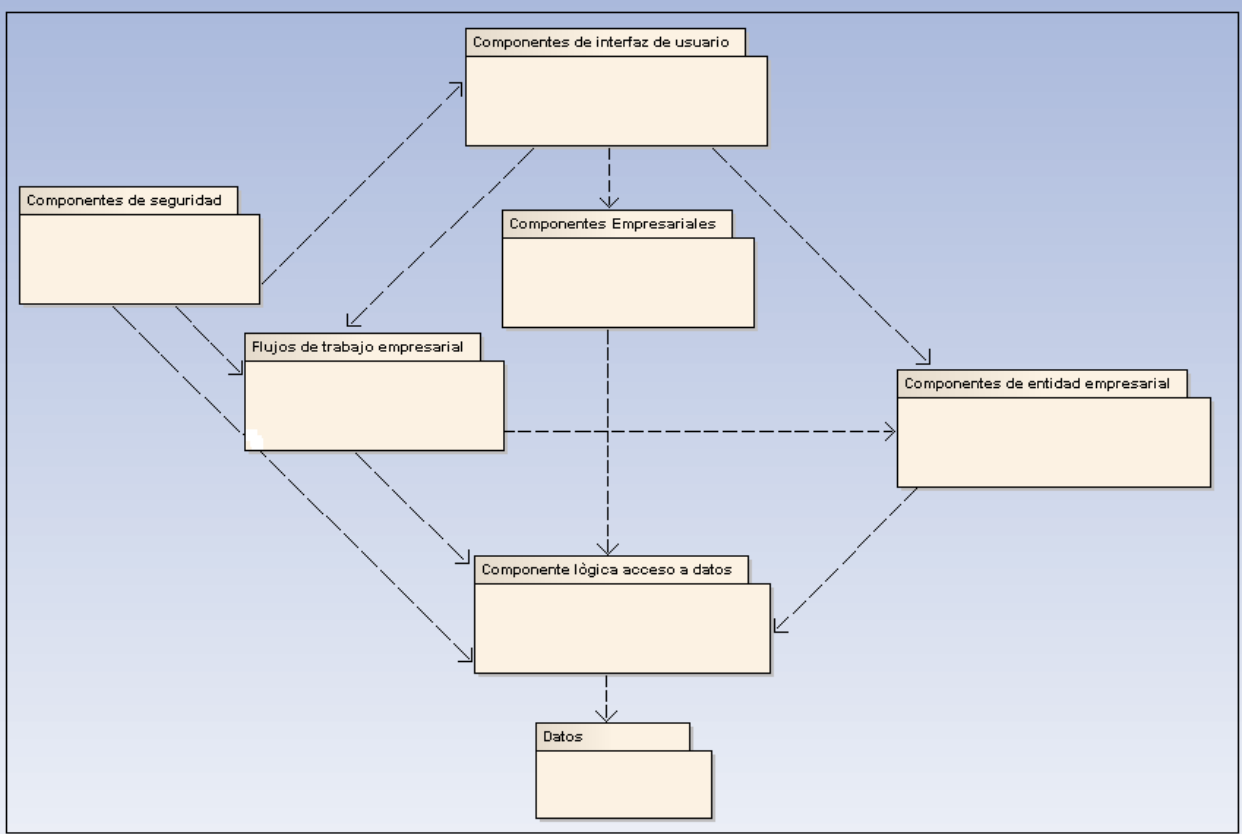 Componentes de interfaz de usuario
Componentes de seguridad
Componentes Empresariales
Flujos de trabajo empresarial
Componentes de entidad empresarial
Componente lògica acceso a datos
Datos